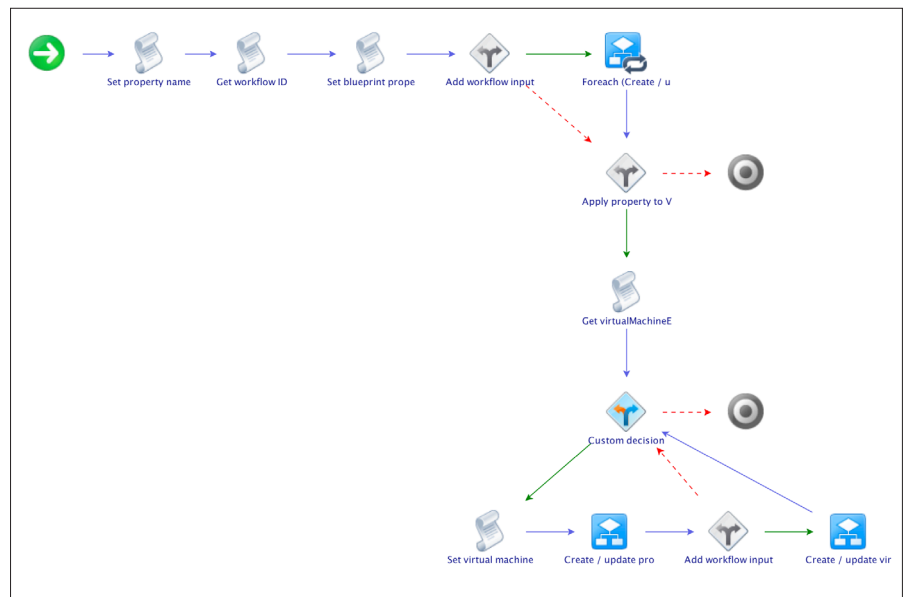 Set property name
Get workflow ID
Set blueprint prope
Add workflow input
Foreach (Create / u
Apply property to V
Get virtualMachineE
Custom decision
Set virtual machine
Create / update pro
Add workflow input
Create / update vir